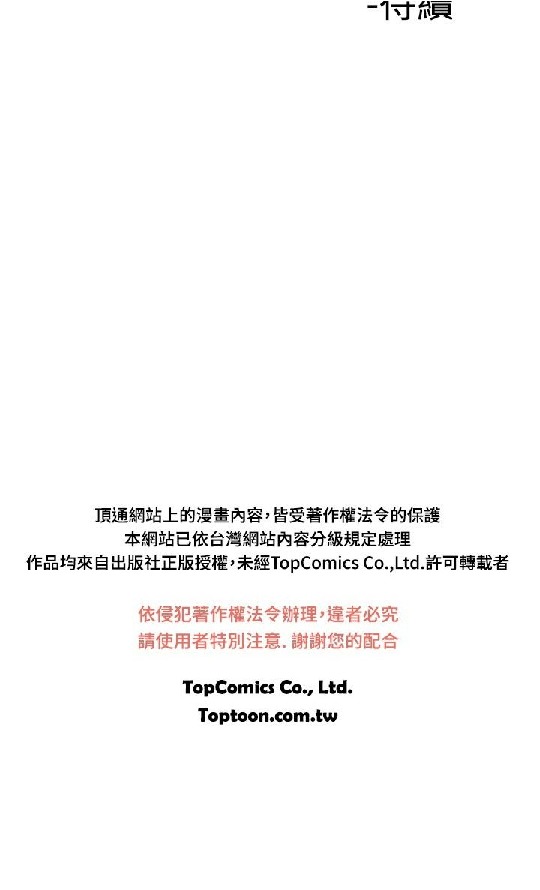 -待續
頂通網站上的漫畫內容,皆受著作權法令的保護
本網站已依台灣網站內容分級規定處理
作品均來自出版社正版授權,未經TopComics Co.,Ltd.許可轉載者
依侵犯著作權法令辦理,違者必究
請使用者特別注意. 謝謝您的配合
TopComics Co., Ltd.
Toptoon.com.tw